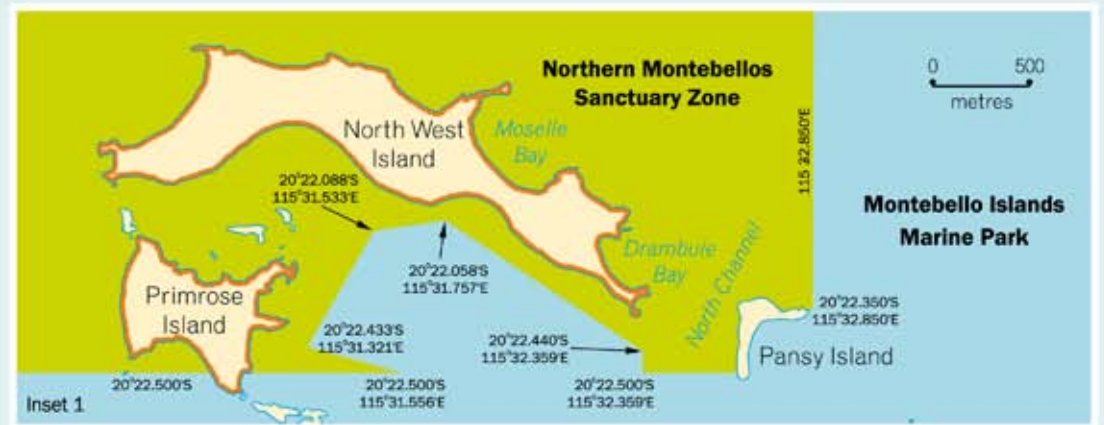 Northern Montebellos
Sanctuary Zone
0 500
metres
North West
Island
Moselle
Bay
115 32.850'E
20°22.088'S
115°31.533'E
Montebello Islands
Marine Park
Drambuie
Bay
North Channel
20°22.058'S
115°31.757'E
Primrose
Island
20°22.350'S
115°32.850'E
20°22.433'S
115°31.321'E
20°22.440'S
115°32.359'E
Pansy Island
20°22.500'S
20°22.500'S
115°31.556'E
20°22.500'S
115°32.359'E
Inset 1